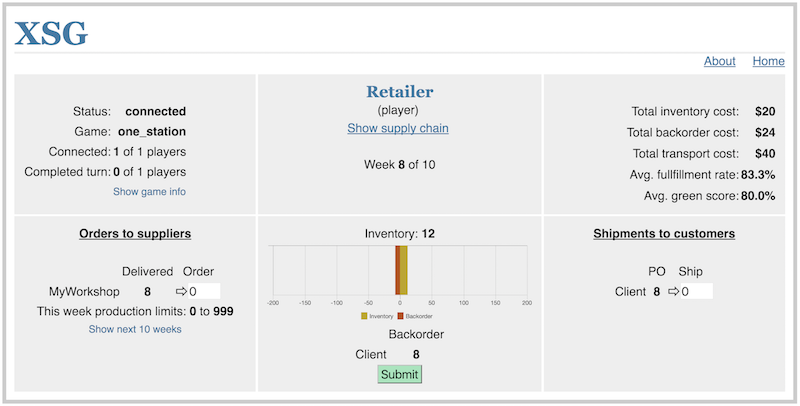 XSG
About Home
Status: connected
Game: one_station
Connected: 1 of 1 players
Completed turn: 0 of 1 players
Show game info
Retailer
(player)
Show supply chain
Week 8 of 10
Total inventory cost: $20
Total backorder cost: $24
Total transport cost: $40
Avg. fullfillment rate: 83.3%
Avg. green score: 80.0%
Orders to suppliers
Delivered Order
MyWorkshop 8 ⇨ 0
This week production limits: 0 to 999
Show next 10 weeks
Inventory: 12
-200 -150 -100 -50 0 50 100 150 200
Inventory Backorder
Backorder
Client 8
Submit
Shipments to customers
PO Ship
Client 8 ⇨ 0